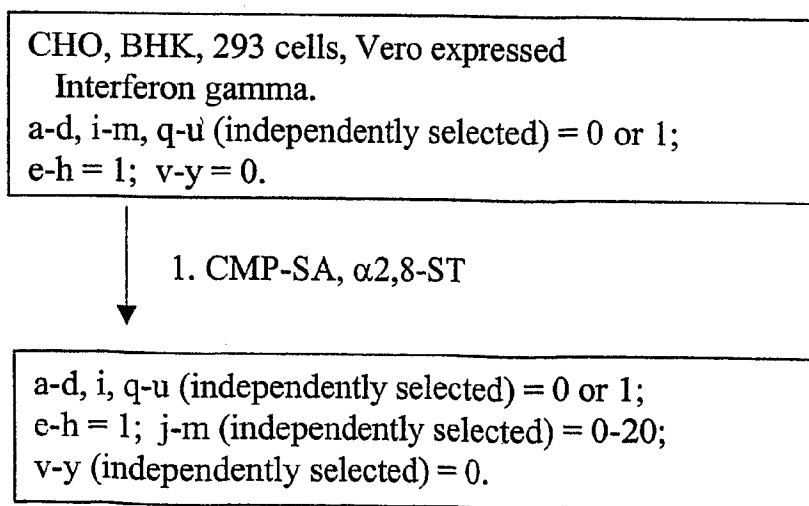 CHO, BHK, 293 cells, Vero expressed
Interferon gamma.
a-d, i-m, q-u (independently selected) = 0 or 1;
e-h = 1; v-y = 0.
1. CMP-SA, α2,8-ST
a-d, i, q-u (independently selected) = 0 or 1;
e-h = 1; j-m (independently selected) = 0-20;
v-y (independently selected) = 0.